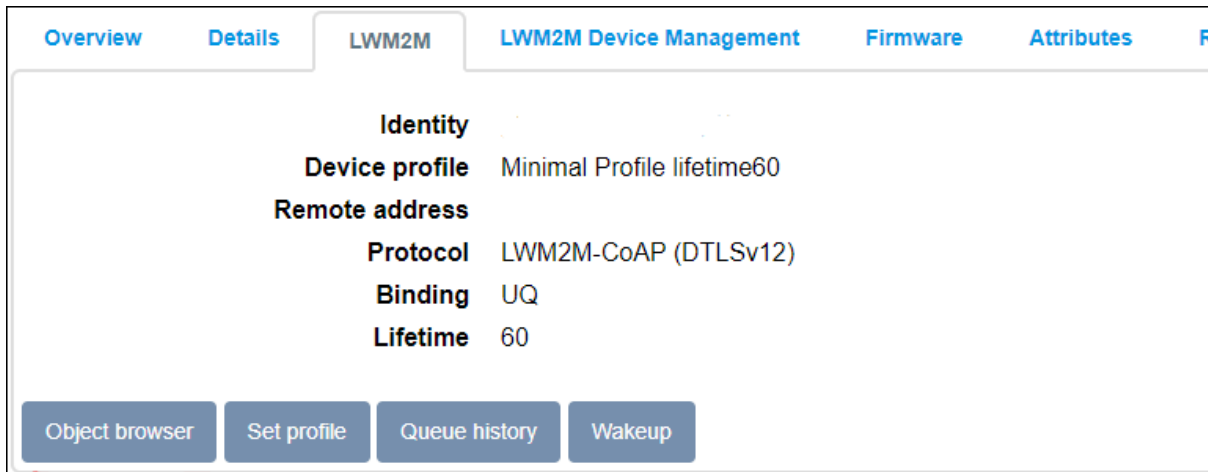 Overview Details LWM2M LWM2M Device Management Firmware Attributes
Identity
Device profile Minimal Profile lifetime60
Remote address
Protocol LWM2M-CoAP (DTLSv12)
Binding UQ
Lifetime 60
Object browser Set profile Queue history Wakeup